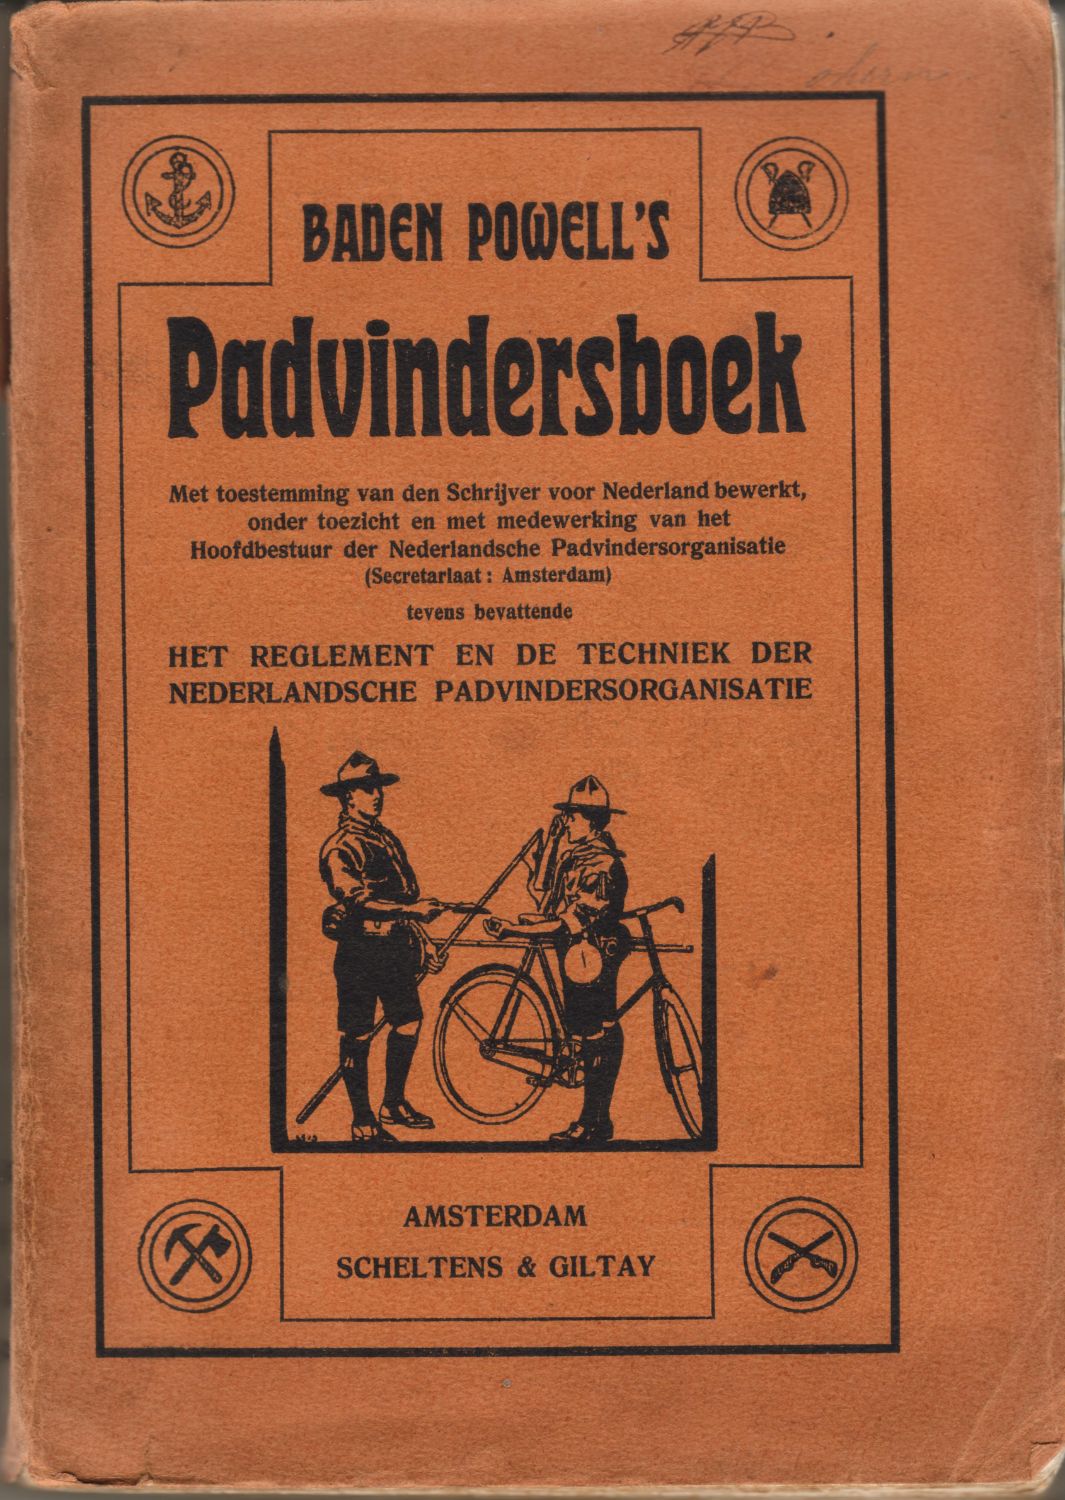 BADEN POWELL'S
Padvindersboek
Met toestemming van den Schrijver voor Nederland bewerkt,
onder toezicht en met medewerking van het
Hoofdbestuur der Nederlandsche Padvindersorganisatie
(Secretariaat: Amsterdam)
tevens bevattende
HET REGLEMENT EN DE TECHNIEK DER
NEDERLANDSCHE PADVINDERSORGANISATIE
AMSTERDAM
SCHELTENS & GILTAY